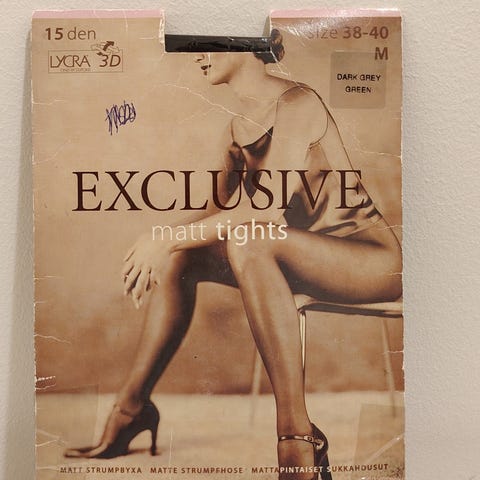 15 den
size 38-40
M
LYCRA 3D
DARK GREY
GREEN
EXCLUSIVE
matt tights
MATT STRUMPBYXA MATTE STRUMPFHOSE MATTAPINTAISET SUKKAHOUSUT